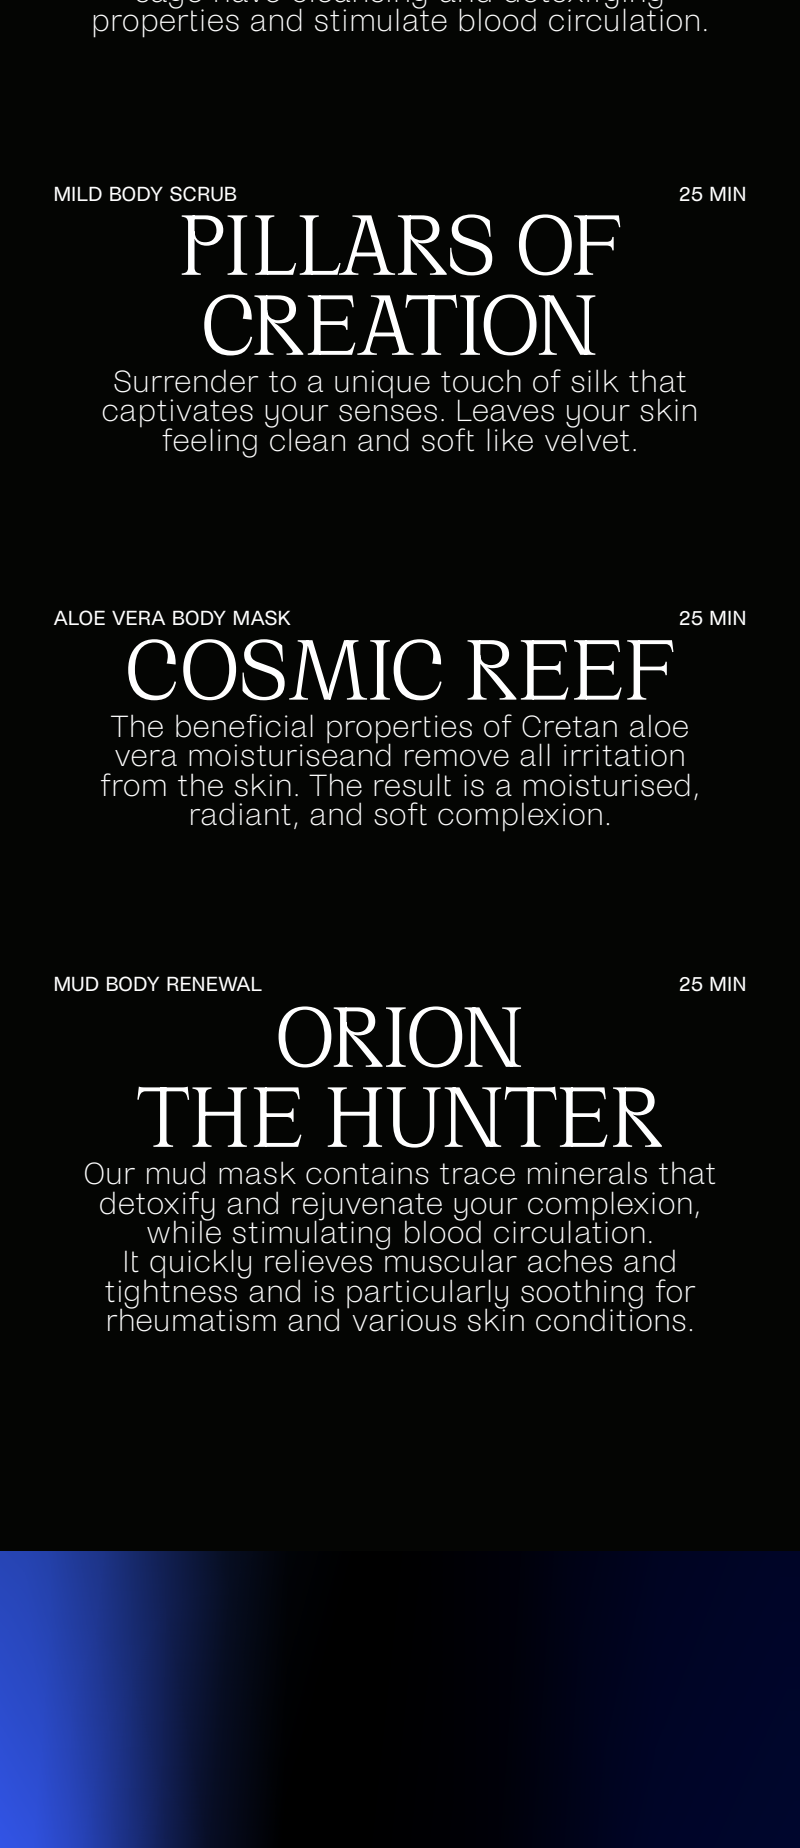 properties and stimulate blood circulation.
MILD BODY SCRUB
25 MIN
PILLARS OF
CREATION
Surrender to a unique touch of silk that
captivates your senses. Leaves your skin
feeling clean and soft like velvet.
ALOE VERA BODY MASK
25 MIN
COSMIC REEF
The beneficial properties of Cretan aloe
vera moisturiseand remove all irritation
from the skin. The result is a moisturised,
radiant, and soft complexion.
MUD BODY RENEWAL
25 MIN
ORION
THE HUNTER
Our mud mask contains trace minerals that
detoxify and rejuvenate your complexion,
while stimulating blood circulation.
It quickly relieves muscular aches and
tightness and is particularly soothing for
rheumatism and various skin conditions.